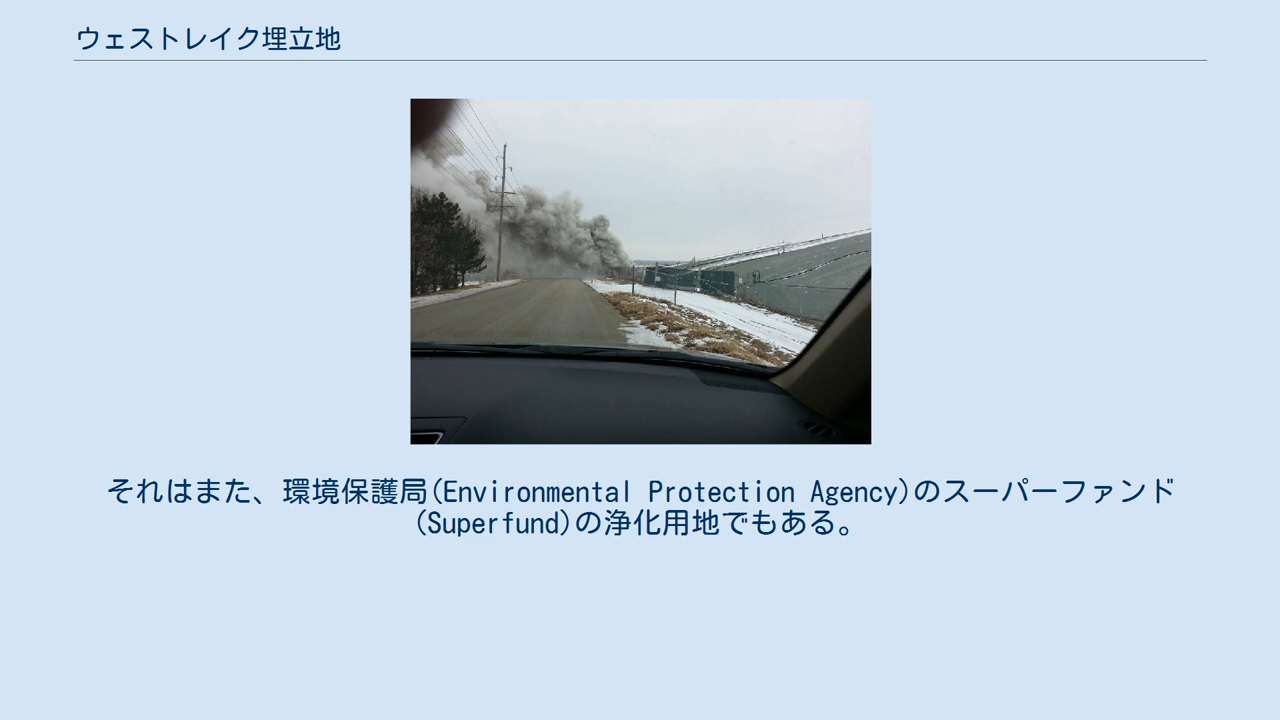 ウェストレイク埋立地
それはまた、環境保護局(Environmental Protection Agency)のスーパーファンド
(Superfund)の浄化用地でもある。